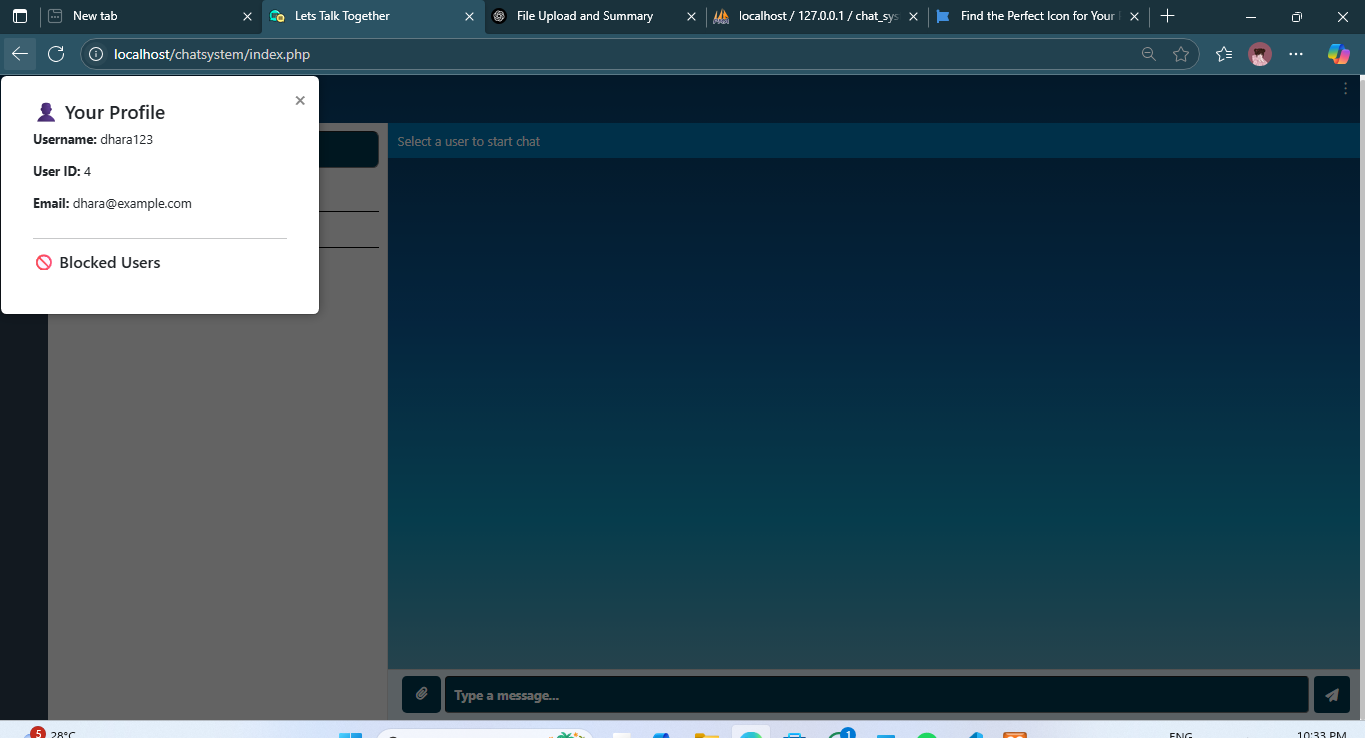 New tab
Lets Talk Together
File Upload and Summary
localhost / 127.0.0.1 / chat_sys
Find the Perfect Icon for Your
localhost/chatsystem/index.php
Your Profile
Username: dhara123
User ID: 4
Email: dhara@example.com
Blocked Users
Select a user to start chat
Type a message...
5
28°C
1
ENG
10:33 PM